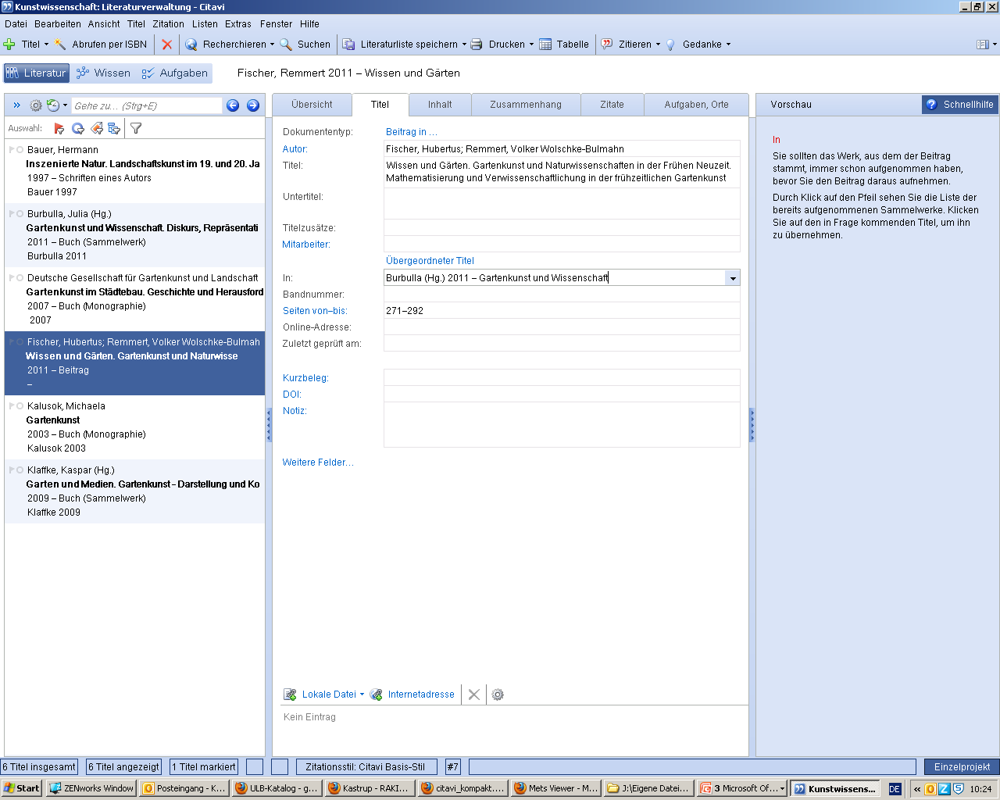 Kunstwissenschaft: Literaturverwaltung - Citavi
Datei Bearbeiten Ansicht Titel Zitation Listen Extras Fenster Hilfe
Titel Abrufen per ISBN Recherchieren Suchen Literaturliste speichern Drucken Tabelle Zitieren Gedanke
Literatur Wissen Aufgaben Fischer, Remmert 2011 – Wissen und Gärten
Gehe zu... (Strg+E)
Auswahl:
Bauer, Hermann
Inszenierte Natur. Landschaftskunst im 19. und 20. Ja
1997 – Schriften eines Autors
Bauer 1997
Burbulla, Julia (Hg.)
Gartenkunst und Wissenschaft. Diskurs, Repräsentati
2011 – Buch (Sammelwerk)
Burbulla 2011
Deutsche Gesellschaft für Gartenkunst und Landschaft
Gartenkunst im Städtebau. Geschichte und Herausford
2007 – Buch (Monographie)
2007
Fischer, Hubertus; Remmert, Volker Wolschke-Bulmah
Wissen und Gärten. Gartenkunst und Naturwisse
2011 – Beitrag
–
Kalusok, Michaela
Gartenkunst
2003 – Buch (Monographie)
Kalusok 2003
Klaffke, Kaspar (Hg.)
Garten und Medien. Gartenkunst - Darstellung und Ko
2009 – Buch (Sammelwerk)
Klaffke 2009
Übersicht Titel Inhalt Zusammenhang Zitate Aufgaben, Orte
Dokumententyp: Beitrag in ...
Autor: Fischer, Hubertus; Remmert, Volker Wolschke-Bulmahn
Titel: Wissen und Gärten. Gartenkunst und Naturwissenschaften in der Frühen Neuzeit.
Mathematisierung und Verwissenschaftlichung in der frühzeitlichen Gartenkunst
Untertitel:
Titelzusätze:
Mitarbeiter:
Übergeordneter Titel
In: Burbulla (Hg.) 2011 – Gartenkunst und Wissenschaft
Bandnummer:
Seiten von–bis: 271–292
Online-Adresse:
Zuletzt geprüft am:
Kurzbeleg:
DOI:
Notiz:
Weitere Felder...
Lokale Datei Internetadresse
Kein Eintrag
Vorschau Schnellhilfe
In
Sie sollten das Werk, aus dem der Beitrag
stammt, immer schon aufgenommen haben,
bevor Sie den Beitrag daraus aufnehmen.
Durch Klick auf den Pfeil sehen Sie die Liste der
bereits aufgenommenen Sammelwerke. Klicken
Sie auf den in Frage kommenden Titel, um ihn
zu übernehmen.
6 Titel insgesamt 6 Titel angezeigt 1 Titel markiert Zitationsstil: Citavi Basis-Stil #7 Einzelprojekt
Start ZENworks Window Posteingang - K... ULB-Katalog - g... Kastrup - RAKI... citavi_kompakt.... Mets Viewer - M... J:\Eigene Datei... 3 Microsoft Of... Kunstwissens... DE « 10:24